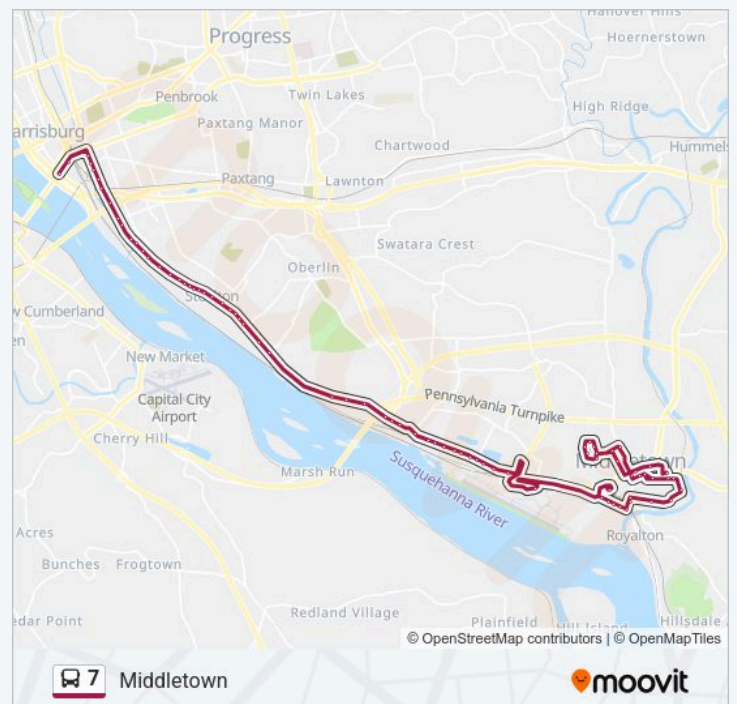 Hanover Hills
Progress
Hoernerstown
Penbrook
Twin Lakes
High Ridge
Paxtang Manor
arrisburg
Chartwood
Hummels
Paxtang
Lawnton
Swatara Crest
Oberlin
w Cumberland
en
New Market
Capital City
Airport
Pennsylvania Turnpike
Cherry Hill
Marsh Run
Susquehanna River
Acres
Royalton
Bunches
Frogtown
Redland Village
edar Point
Plainfield
Hill Island
Hillsdale
© OpenStreetMap contributors | © OpenMapTiles
7 Middletown
moovit